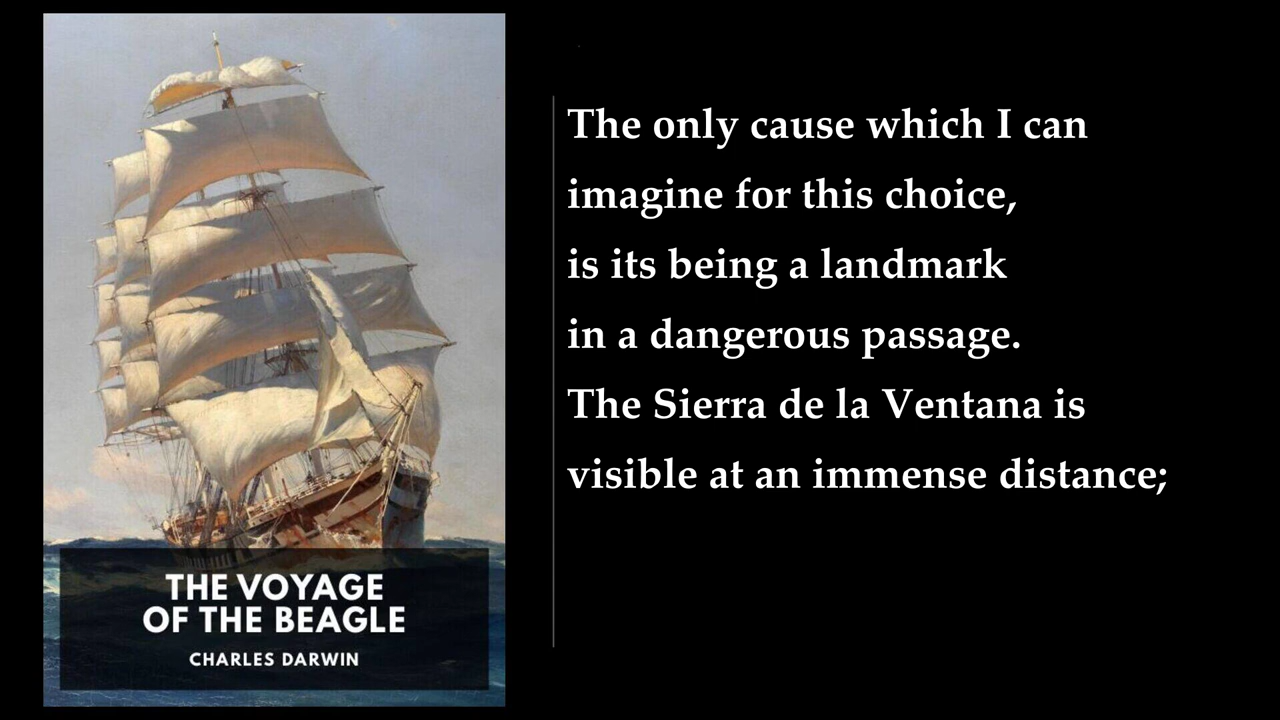 The only cause which I can
imagine for this choice,
is its being a landmark
in a dangerous passage.
The Sierra de la Ventana is
visible at an immense distance;
THE VOYAGE
OF THE BEAGLE
CHARLES DARWIN